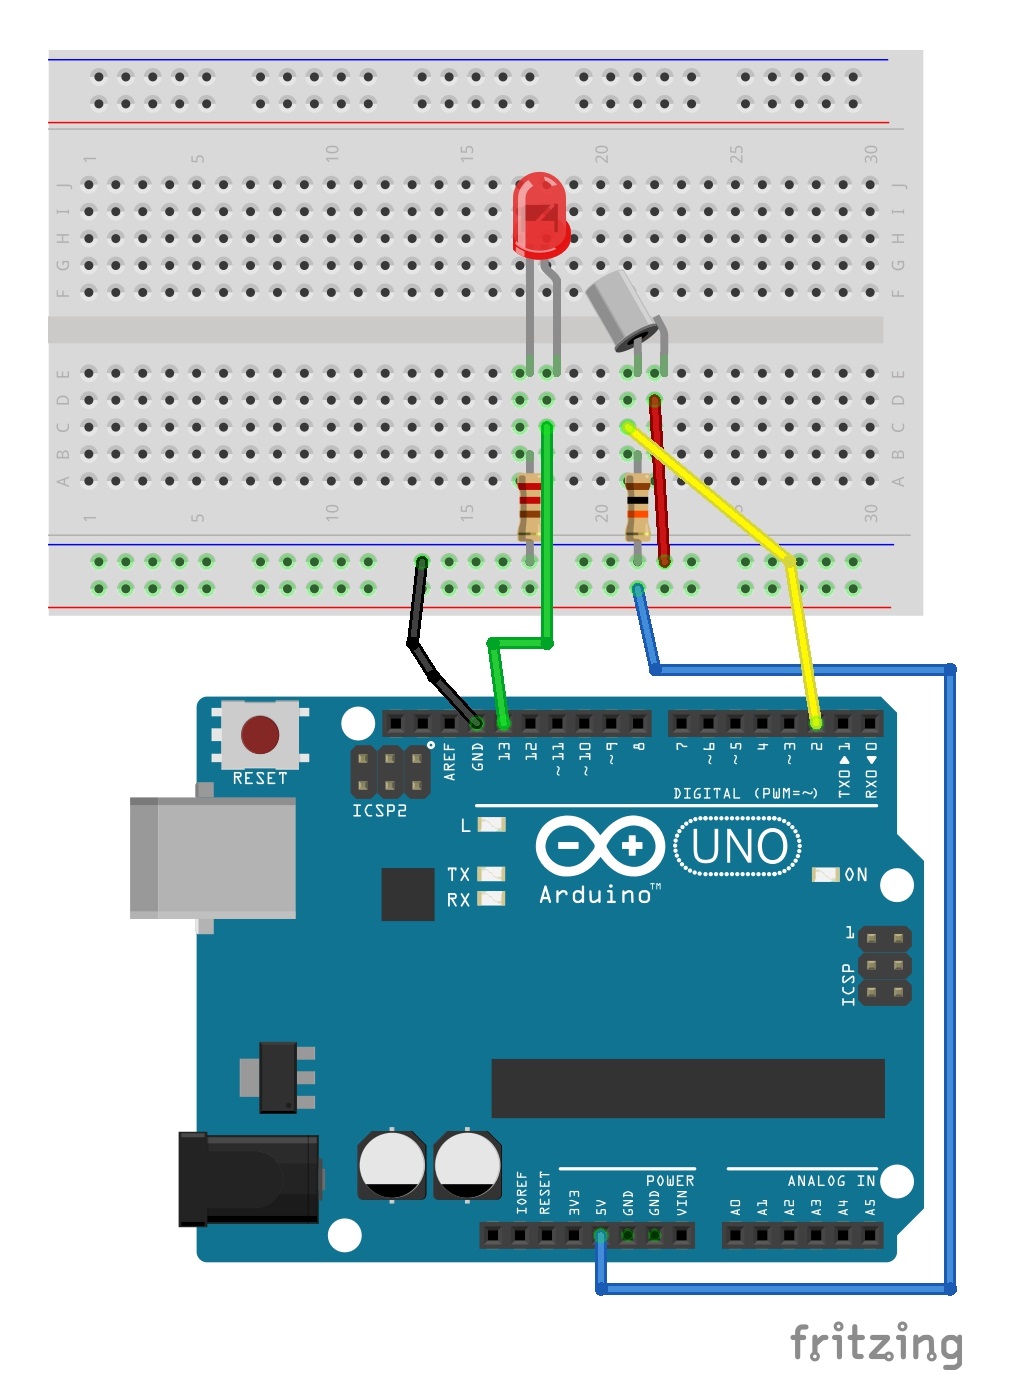 1 5 10 15 20 25 30
J J
I I
H H
G G
F F
E E
D D
C C
B B
A A
1 5 15 20 30
AREF GND 13 12 ~11 ~10 ~9 8 7 ~6 ~5 4 ~3 2 TX0▶1 RX0◀0
RESET
ICSP2
DIGITAL (PWM=~)
L
UNO
TX ON
RX Arduino™
1
ICSP
POWER ANALOG IN
IOREF RESET 3V3 5V GND GND VIN A0 A1 A2 A3 A4 A5
fritzing